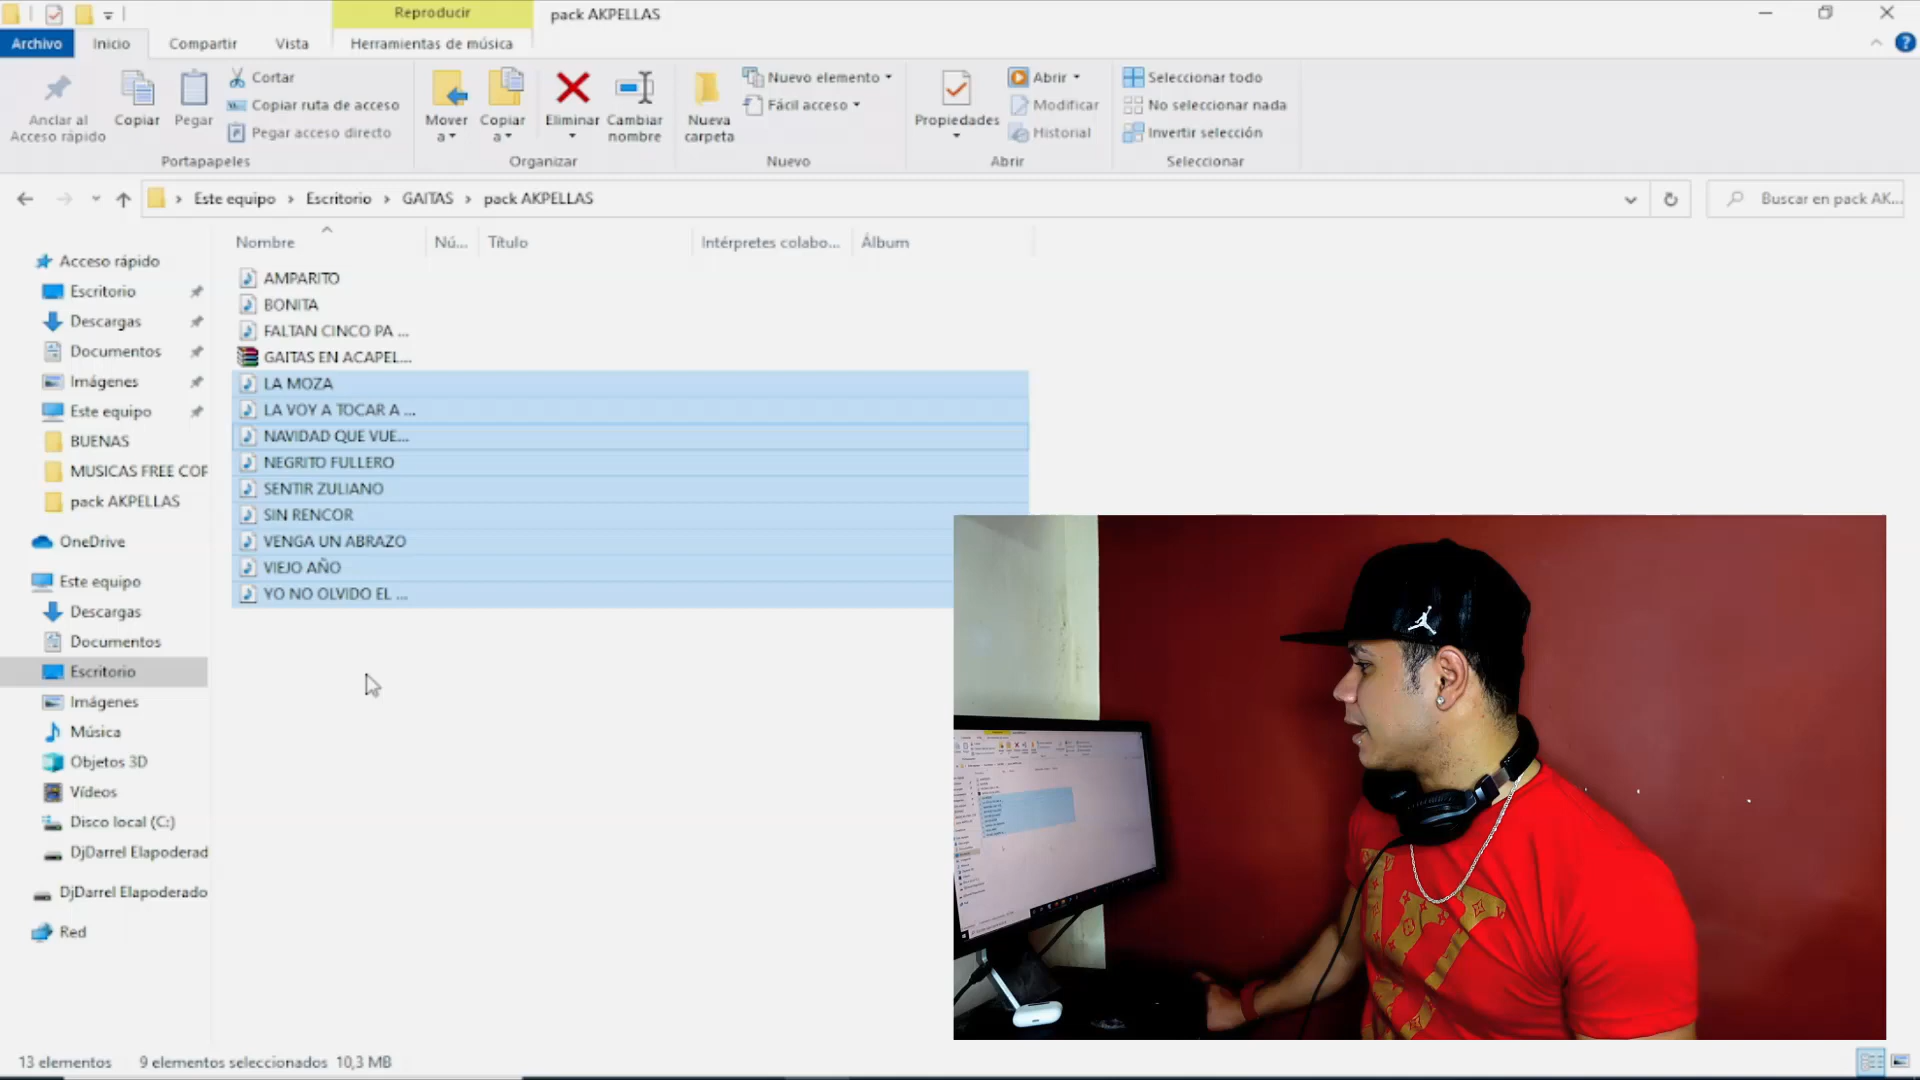 Reproducir
pack AKPELLAS
Archivo
Inicio
Compartir
Vista
Herramientas de música
Anclar al
Acceso rápido
Copiar
Pegar
Cortar
Copiar ruta de acceso
Pegar acceso directo
Mover
a
Copiar
a
Eliminar
Cambiar
nombre
Nueva
carpeta
Nuevo elemento
Fácil acceso
Propiedades
Abrir
Modificar
Historial
Seleccionar todo
No seleccionar nada
Invertir selección
Portapapeles
Organizar
Nuevo
Abrir
Seleccionar
Este equipo > Escritorio > GAITAS > pack AKPELLAS
Buscar en pack AK...
Nombre
Nú...
Título
Intérpretes colabo...
Álbum
Acceso rápido
Escritorio
Descargas
Documentos
Imágenes
Este equipo
BUENAS
MUSICAS FREE COP
pack AKPELLAS
OneDrive
Este equipo
Descargas
Documentos
Escritorio
Imágenes
Música
Objetos 3D
Vídeos
Disco local (C:)
DjDarrel Elapoderad
DjDarrel Elapoderado
Red
AMPARITO
BONITA
FALTAN CINCO PA ...
GAITAS EN ACAPEL...
LA MOZA
LA VOY A TOCAR A ...
NAVIDAD QUE VUE...
NEGRITO FULLERO
SENTIR ZULIANO
SIN RENCOR
VENGA UN ABRAZO
VIEJO AÑO
YO NO OLVIDO EL ...
13 elementos
9 elementos seleccionados 10,3 MB